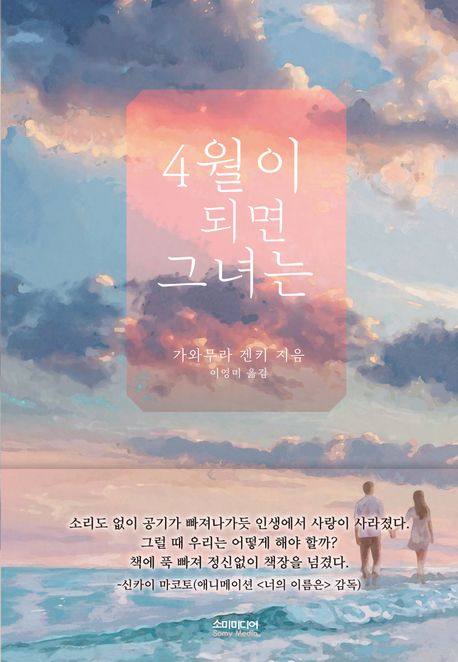 4월이
되면
그녀는
가와무라 겐키 지음
이영미 옮김
소리도 없이 공기가 빠져나가듯 인생에서 사랑이 사라졌다.
그럴 때 우리는 어떻게 해야 할까?
책에 푹 빠져 정신없이 책장을 넘겼다.
-신카이 마코토(애니메이션 <너의 이름은> 감독)
소미미디어
Somy Media